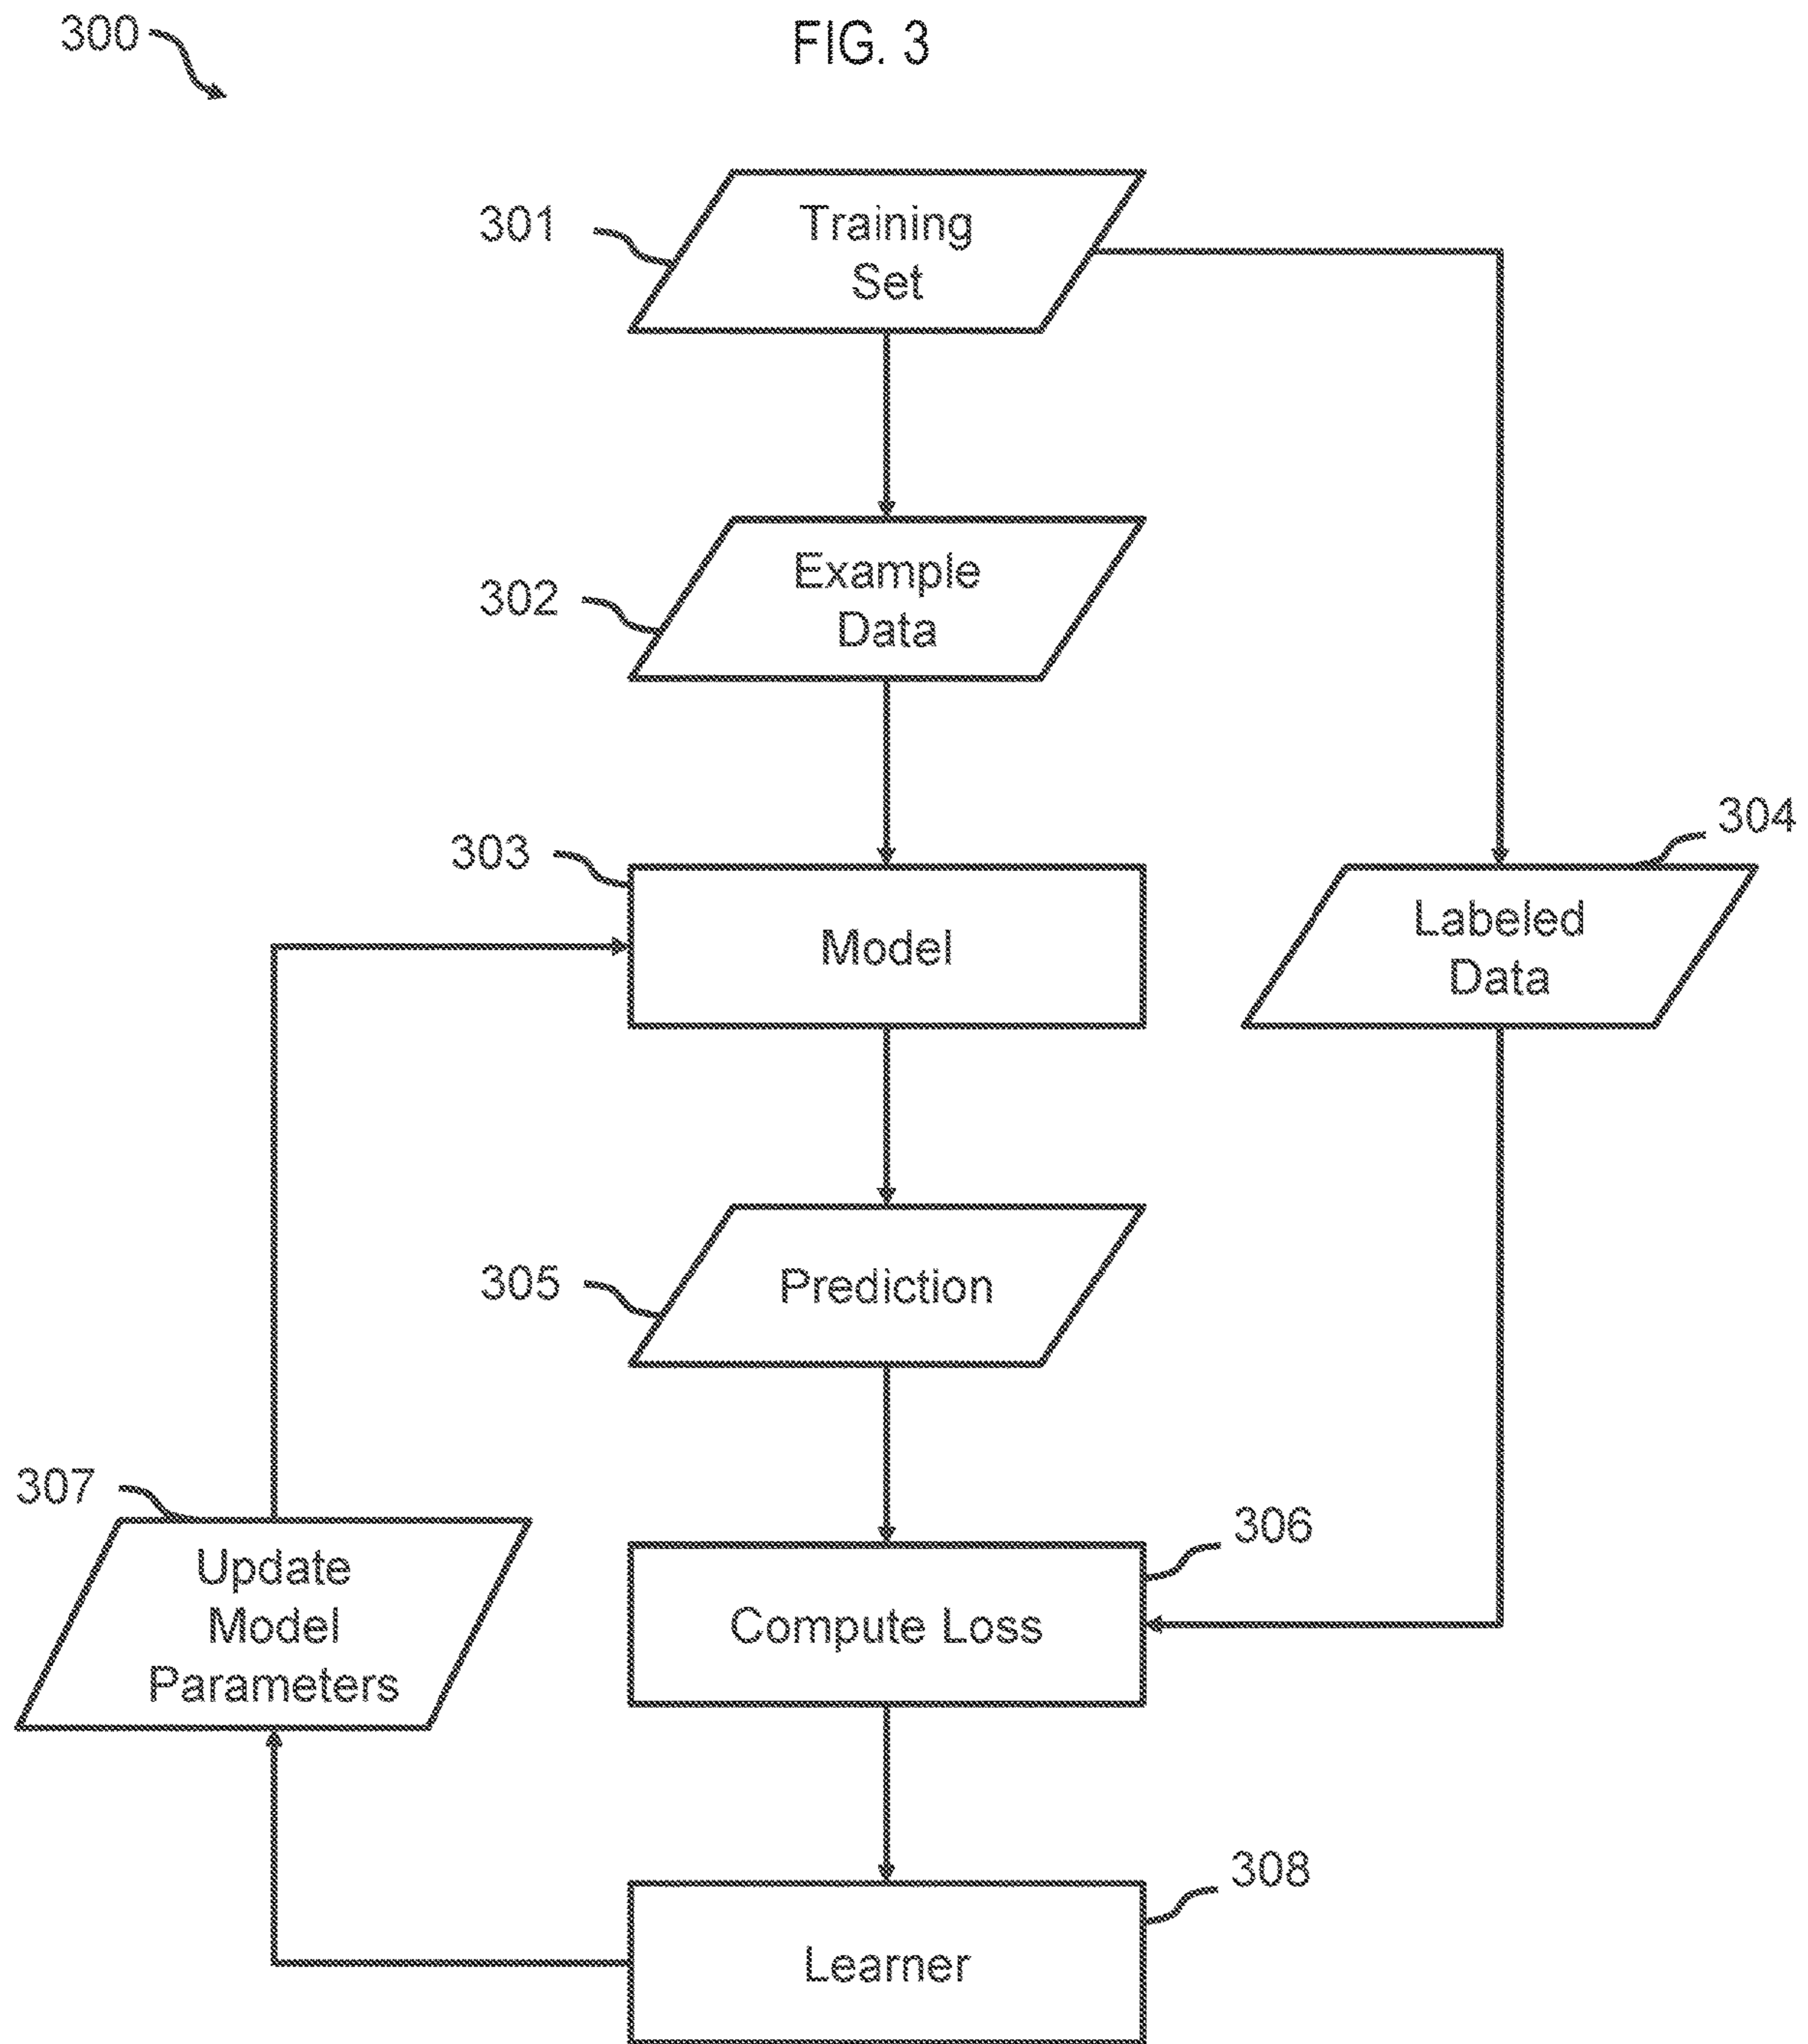 300
FIG. 3
301
Training
Set
302
Example
Data
303
Model
304
Labeled
Data
305
Prediction
307
Update
Model
Parameters
306
Compute Loss
308
Learner